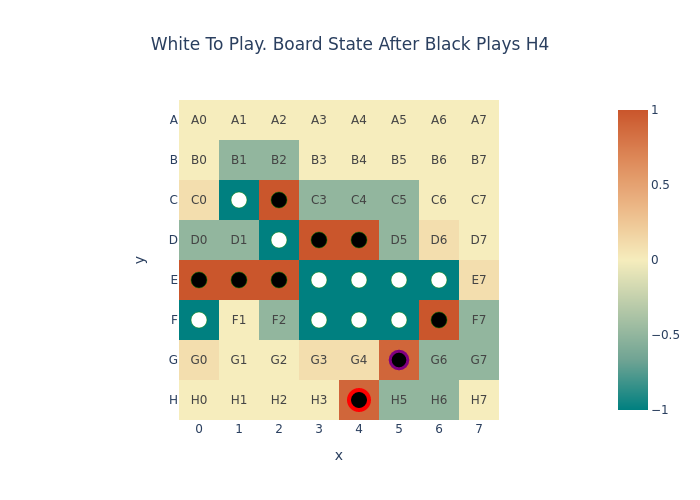 White To Play. Board State After Black Plays H4
A A0 A1 A2 A3 A4 A5 A6 A7
B B0 B1 B2 B3 B4 B5 B6 B7
C C0 C3 C4 C5 C6 C7
D D0 D1 D5 D6 D7
E E7
F F1 F2 F7
G G0 G1 G2 G3 G4 G6 G7
H H0 H1 H2 H3 H5 H6 H7
0 1 2 3 4 5 6 7
x
y
1
0.5
0
−0.5
−1